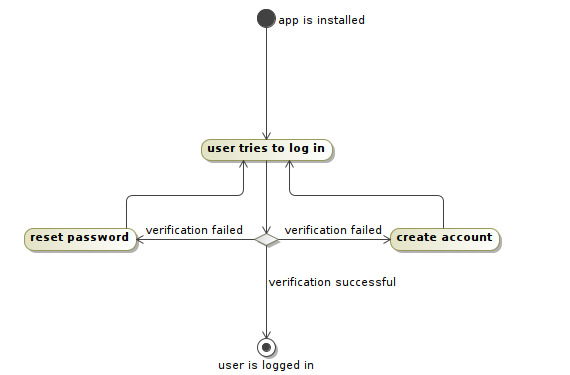 app is installed
user tries to log in
verification failed
verification failed
reset password
create account
verification successful
user is logged in